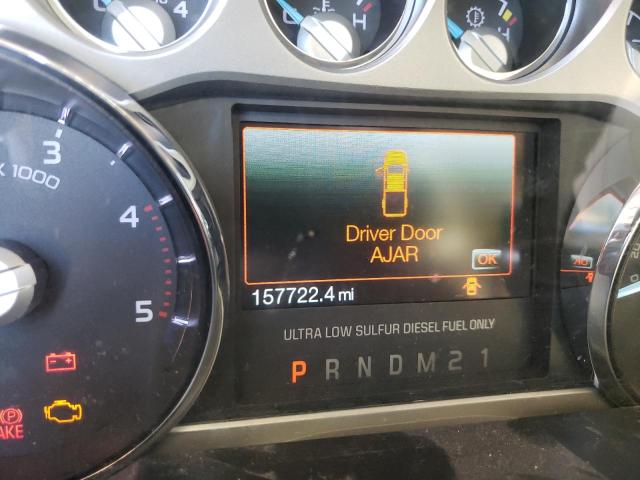 4
H
H
3
X 1000
4
5
Driver Door
AJAR
OK
157722.4 mi
ULTRA LOW SULFUR DIESEL FUEL ONLY
P R N D M 2 1